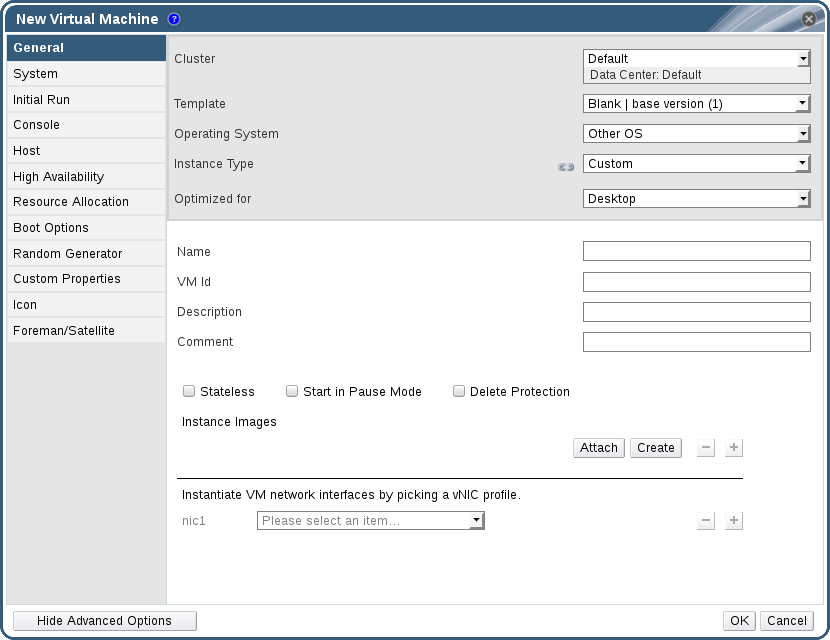 New Virtual Machine ?
General
System
Initial Run
Console
Host
High Availability
Resource Allocation
Boot Options
Random Generator
Custom Properties
Icon
Foreman/Satellite
Cluster Default
Data Center: Default
Template Blank | base version (1)
Operating System Other OS
Instance Type Custom
Optimized for Desktop
Name
VM Id
Description
Comment
Stateless Start in Pause Mode Delete Protection
Instance Images
Attach Create − +
Instantiate VM network interfaces by picking a vNIC profile.
nic1 Please select an item... − +
Hide Advanced Options OK Cancel